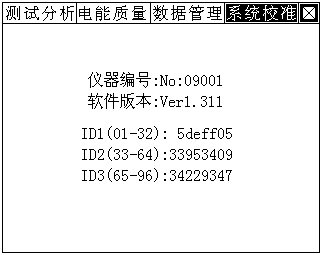 测试分析 电能质量 数据管理 系统校准
仪器编号:No:09001
软件版本:Ver1.311
ID1(01-32): 5deff05
ID2(33-64):33953409
ID3(65-96):34229347